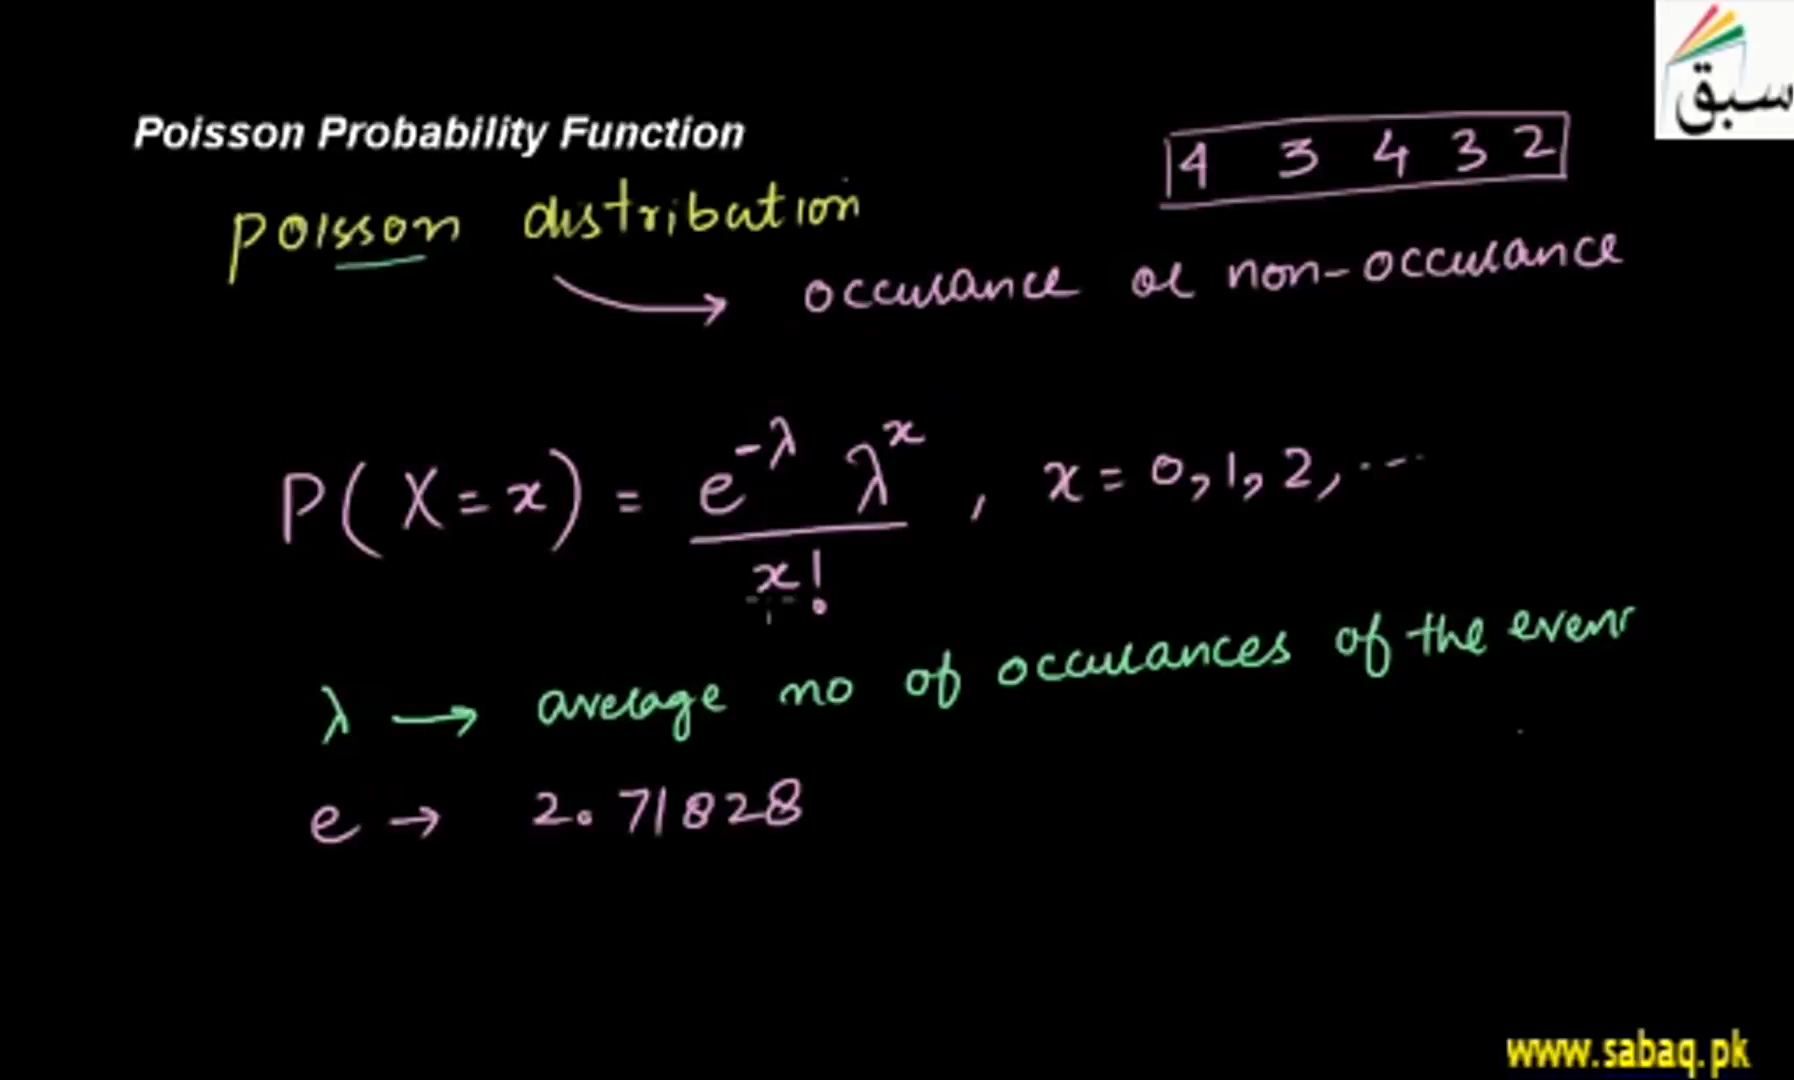 سبق
Poisson Probability Function
4 3 4 3 2
poisson distribution
→ occurance or non-occurance
P(X=x) = e^{-λ} λ^x / x! , x = 0, 1, 2, ...
λ → average no of occurances of the event
e → 2.71828
www.sabaq.pk